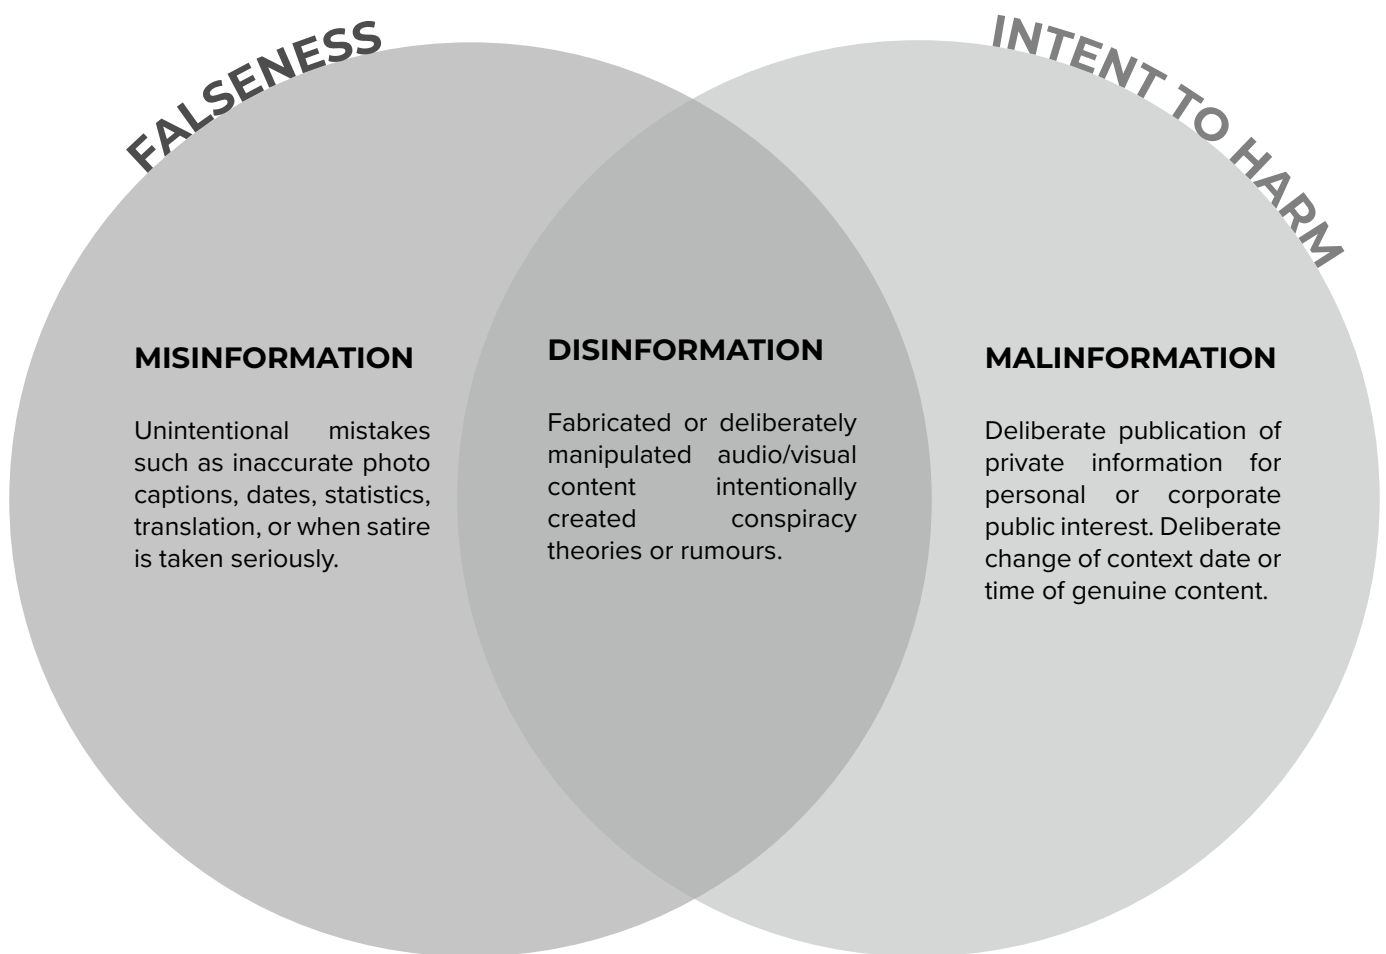 FALSENESS
INTENT TO HARM
MISINFORMATION
Unintentional mistakes
such as inaccurate photo
captions, dates, statistics,
translation, or when satire
is taken seriously.
DISINFORMATION
Fabricated or deliberately
manipulated audio/visual
content intentionally
created conspiracy
theories or rumours.
MALINFORMATION
Deliberate publication of
private information for
personal or corporate
public interest. Deliberate
change of context date or
time of genuine content.